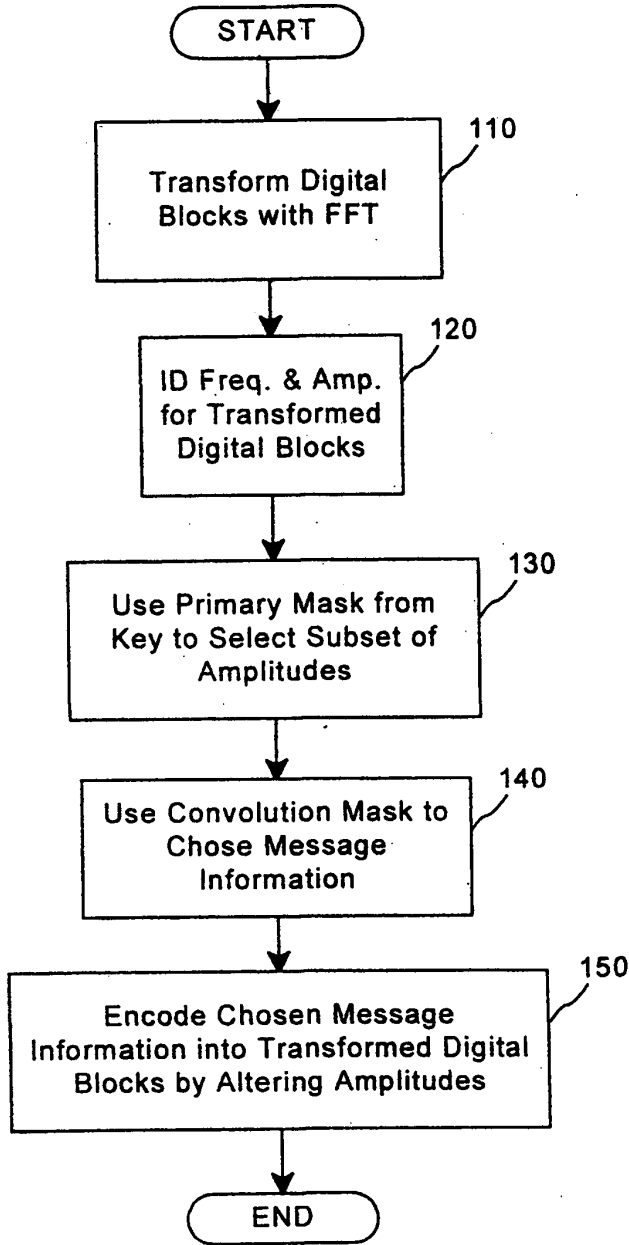 START
110
Transform Digital
Blocks with FFT
120
ID Freq. & Amp.
for Transformed
Digital Blocks
130
Use Primary Mask from
Key to Select Subset of
Amplitudes
140
Use Convolution Mask to
Chose Message
Information
150
Encode Chosen Message
Information into Transformed Digital
Blocks by Altering Amplitudes
END